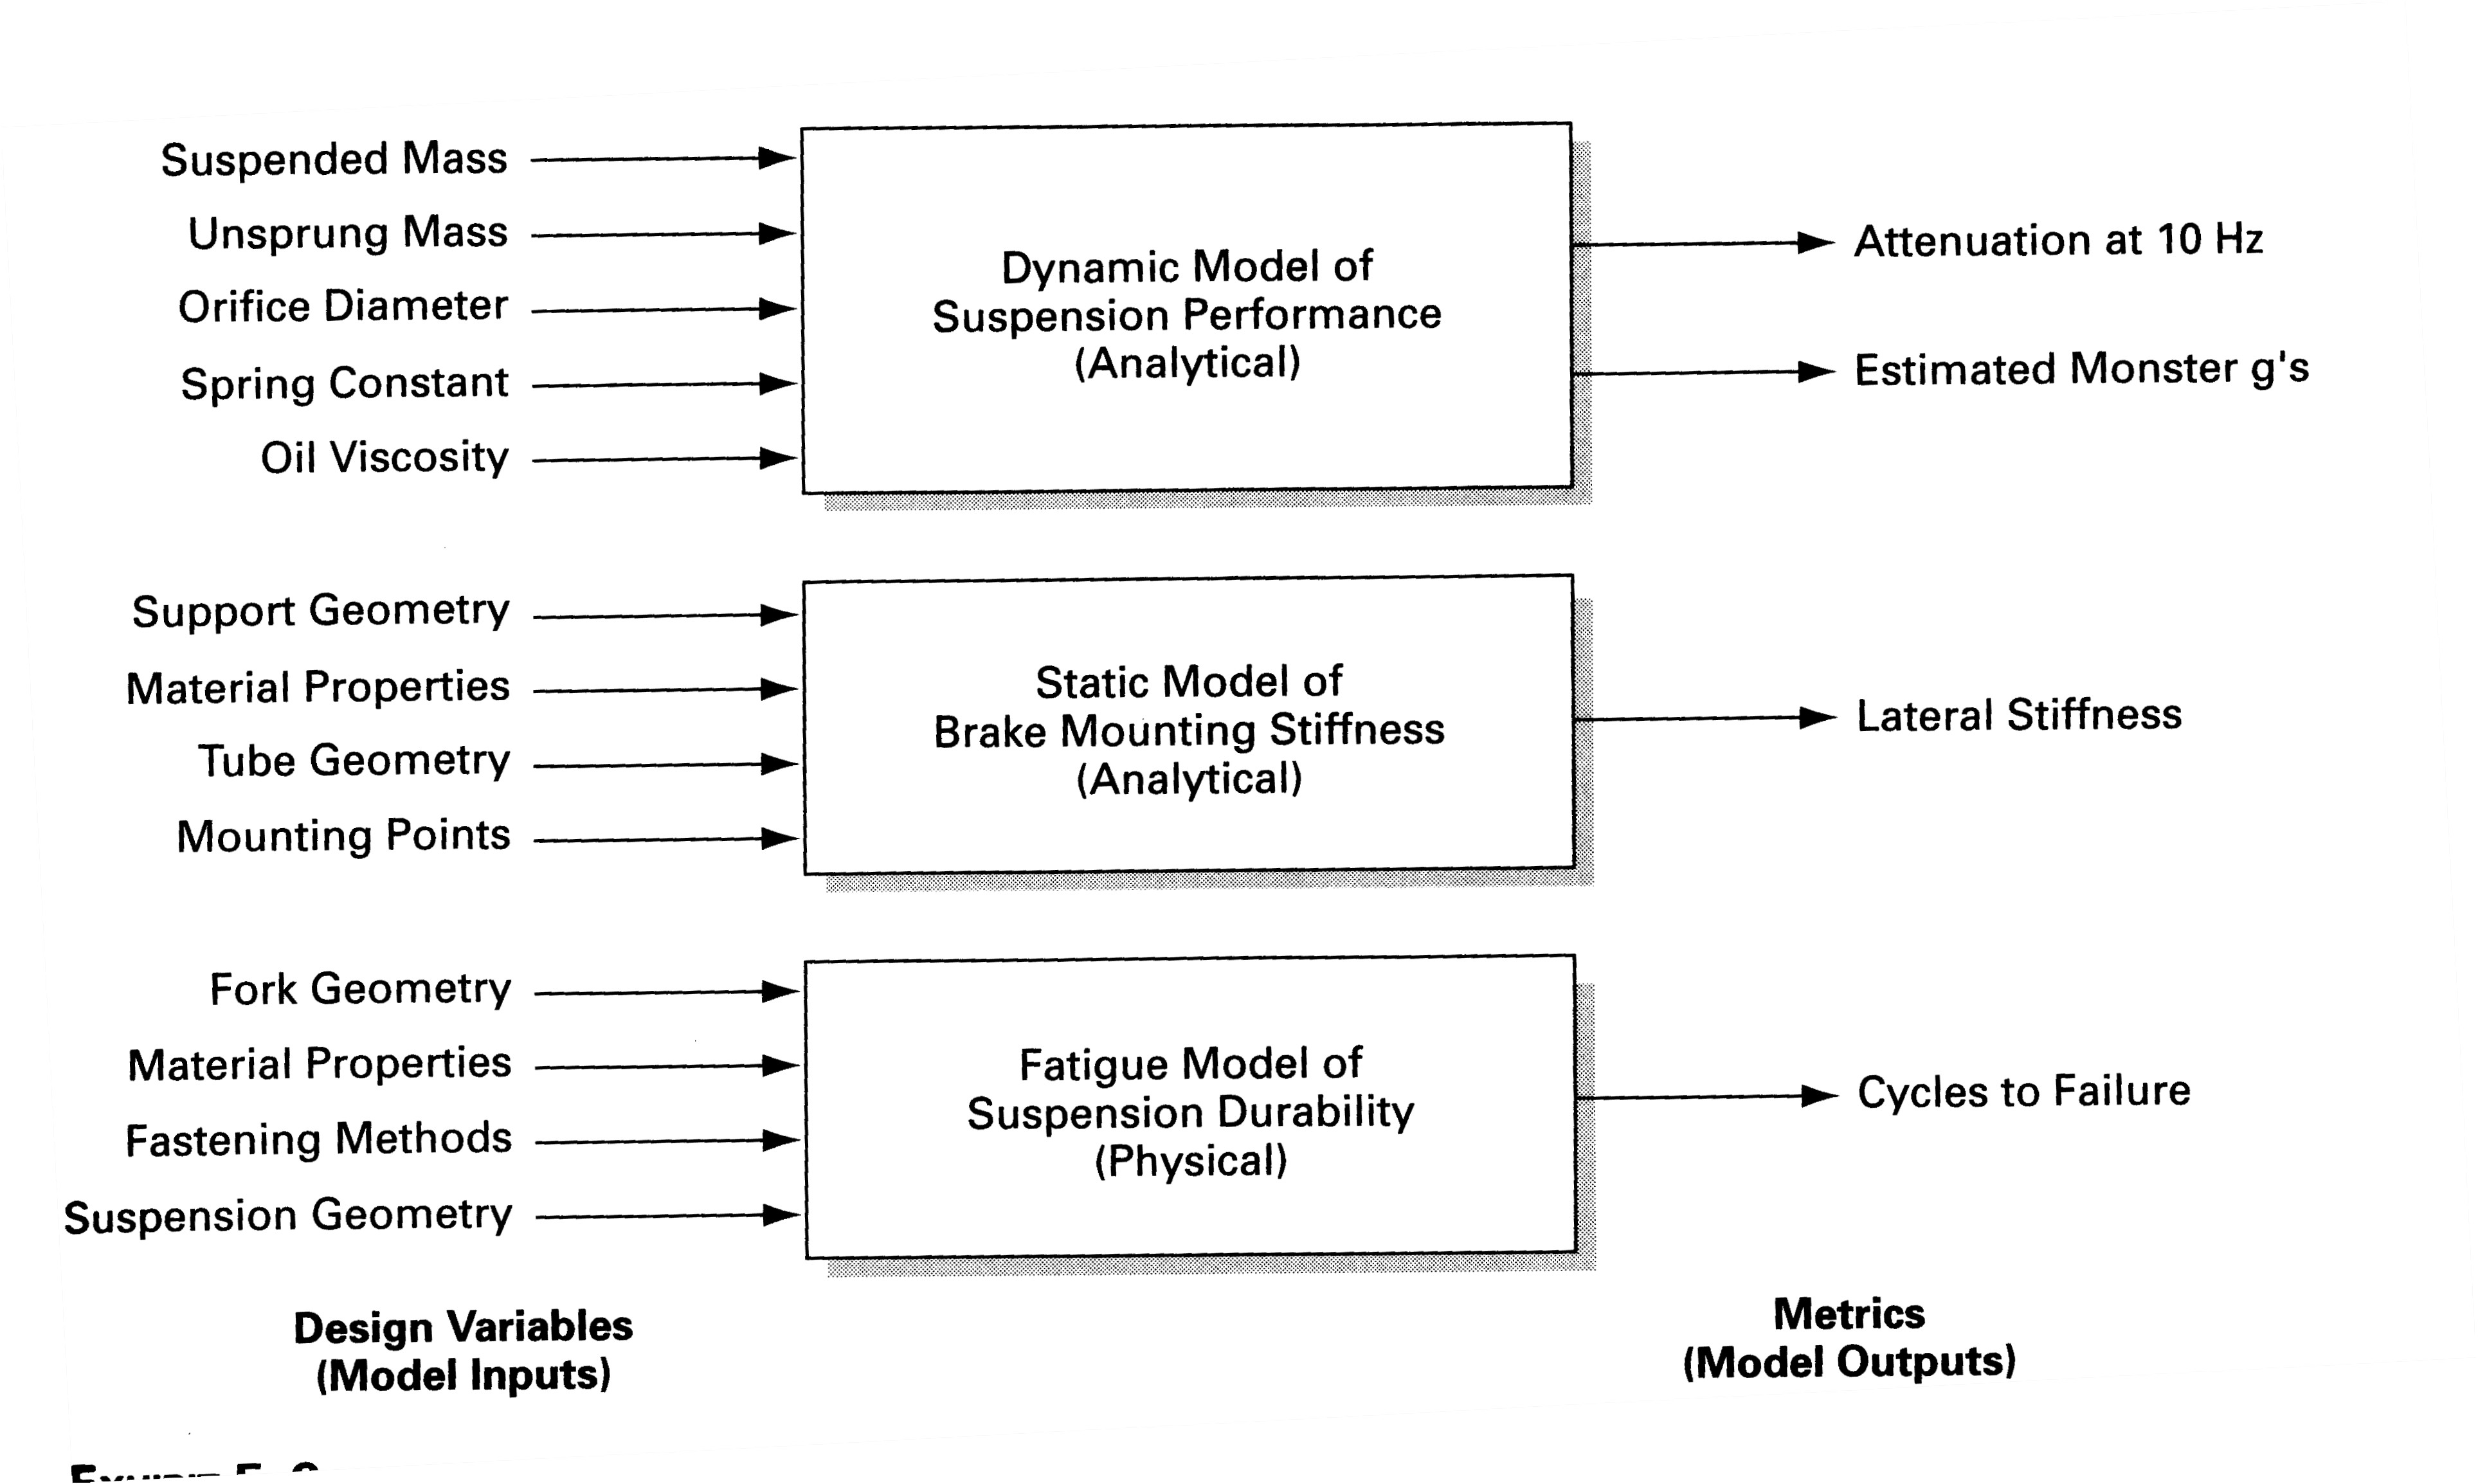 Suspended Mass
Unsprung Mass
Orifice Diameter
Spring Constant
Oil Viscosity
Dynamic Model of
Suspension Performance
(Analytical)
Attenuation at 10 Hz
Estimated Monster g's
Support Geometry
Material Properties
Tube Geometry
Mounting Points
Static Model of
Brake Mounting Stiffness
(Analytical)
Lateral Stiffness
Fork Geometry
Material Properties
Fastening Methods
Suspension Geometry
Fatigue Model of
Suspension Durability
(Physical)
Cycles to Failure
Design Variables
(Model Inputs)
Metrics
(Model Outputs)